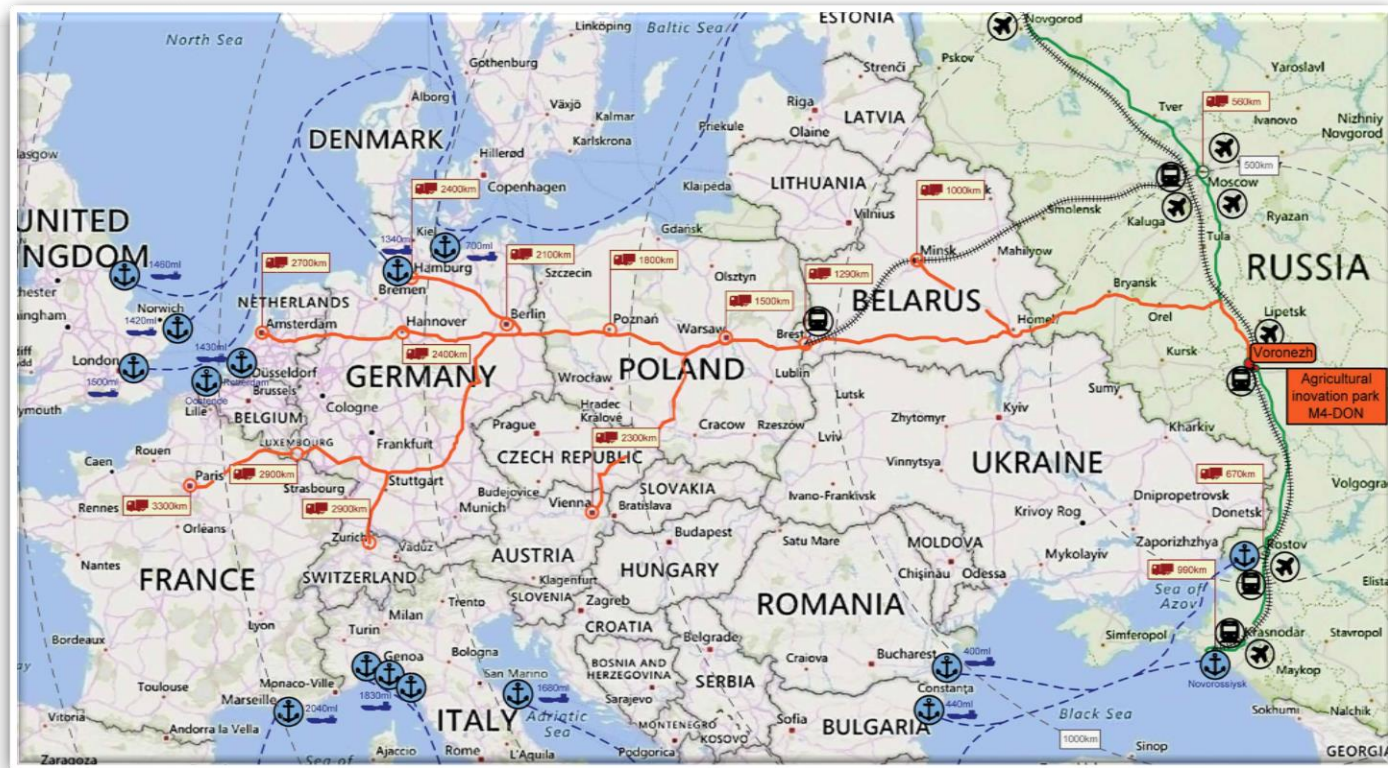 ESTONIA
Novgorod
Linköping
Baltic Sea
North Sea
Pskov
Gothenburg
Strenči
Yaroslavl
Ålborg
Växjö
Kalmar
Riga
Tver
560km
Ivanovo
Priekule
Olaine
LATVIA
Nizhniy
Novgorod
Karlskrona
DENMARK
Hillerød
500km
Copenhagen
Klaipėda
LITHUANIA
1000km
Moscow
2400km
Smolensk
Kaluga
Ryazan
UNITED
Vilnius
Kiel
Gdańsk
Minsk
Mahilyow
Tula
1340ml
700ml
2100km
1800km
RUSSIA
1460ml
2700km
Hamburg
Szczecin
Olsztyn
1290km
Bremen
BELARUS
Bryansk
Norwich
NETHERLANDS
1500km
Orel
Lipetsk
1420ml
Amsterdam
Hannover
Berlin
Poznań
Warsaw
Brest
Homel
1430ml
2400km
POLAND
Kursk
Voronezh
London
Rotterdam
Düsseldorf
GERMANY
Wrocław
Lublin
Agricultural
inovation park
M4-DON
1500ml
Oostende
Brussels
Lutsk
Sumy
Lille
BELGIUM
Cologne
Hradec
Králové
Zhytomyr
Kyiv
Prague
2300km
Cracow
Rzeszów
Kharkiv
LUXEMBOURG
Frankfurt
CZECH REPUBLIC
Lviv
Caen
Rouen
Vinnytsya
UKRAINE
Paris
2900km
670km
Stuttgart
Budejovice
SLOVAKIA
Strasbourg
Vienna
Ivano-Frankivsk
Dnipropetrovsk
Volgograd
3300km
2900km
Munich
Bratislava
Donetsk
Rennes
Krivoy Rog
Orléans
Zurich
Vaduz
AUSTRIA
Budapest
Satu Mare
MOLDOVA
Zaporizhzhya
Rostov
Nantes
Mykolayiv
FRANCE
SWITZERLAND
Klagenfurt
HUNGARY
Chișinău
Odessa
990km
SLOVENIA
Sea of
Azov
Trento
Zagreb
ROMANIA
Lyon
Milan
CROATIA
Simferopol
Krasnodar
Stavropol
Turin
Belgrade
Bordeaux
Genoa
Bologna
BOSNIA AND
HERZEGOVINA
Craiova
Bucharest
400ml
Maykop
San Marino
SERBIA
Toulouse
Monaco-Ville
1830ml
1680ml
Sarajevo
Constanța
Novorossiysk
Marseille
2040ml
ITALY
Adriatic
Sea
440ml
Vitoria
MONTENEGRO
Sofia
BULGARIA
Black Sea
Sokhumi
Nalchik
Andorra la Vella
KOSOVO
1000km
Ajaccio
Rome
L'Aquila
Podgorica
Sinop
Zaragoza
Sea of